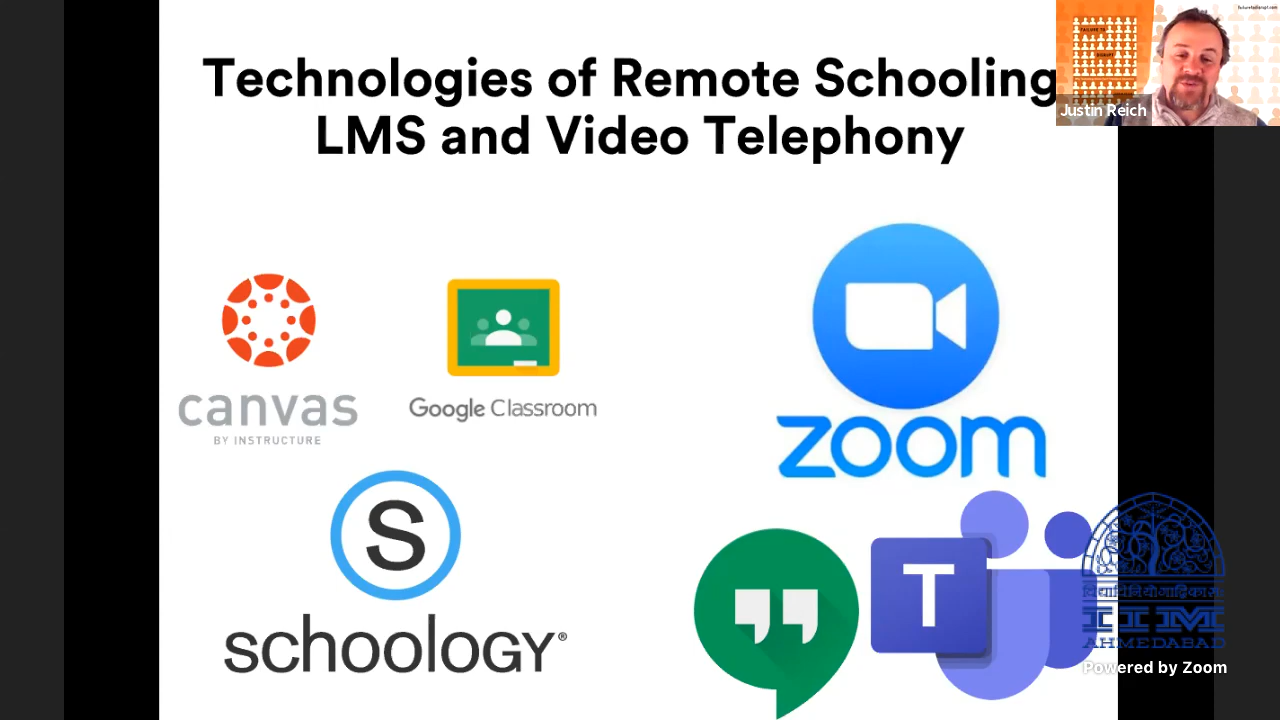 Technologies of Remote Schooling
LMS and Video Telephony
Justin Reich
canvas
BY INSTRUCTURE
Google Classroom
zoom
S
schoology®
T
IIM
AHMEDABAD
Powered by Zoom